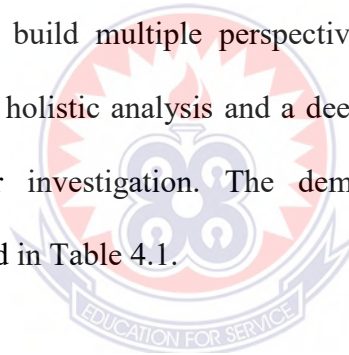 build multiple perspectiv
holistic analysis and a dee
r investigation. The dem
d in Table 4.1.
EDUCATION FOR SERVICE